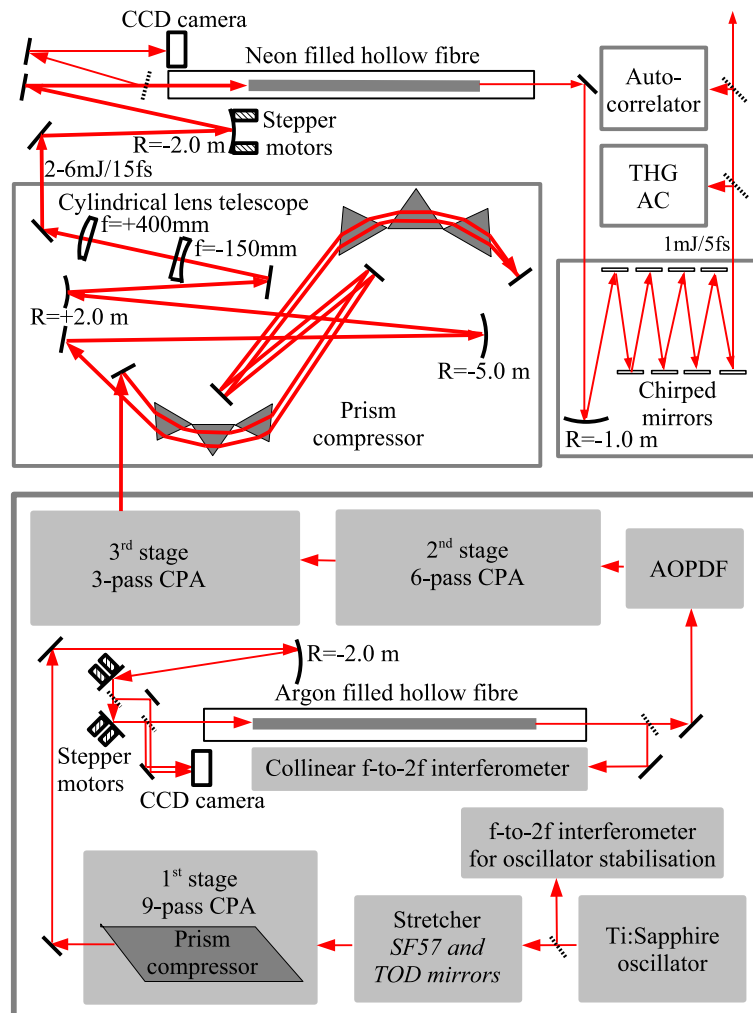 CCD camera
Neon filled hollow fibre
Auto-
correlator
Stepper
motors
R=-2.0 m
2-6mJ/15fs
THG
AC
Cylindrical lens telescope
f=+400mm
f=-150mm
1mJ/5fs
R=+2.0 m
R=-5.0 m
Prism
compressor
Chirped
mirrors
R=-1.0 m
3rd stage
3-pass CPA
2nd stage
6-pass CPA
AOPDF
R=-2.0 m
Argon filled hollow fibre
Stepper
motors
CCD camera
Collinear f-to-2f interferometer
f-to-2f interferometer
for oscillator stabilisation
1st stage
9-pass CPA
Prism
compressor
Stretcher
SF57 and
TOD mirrors
Ti:Sapphire
oscillator